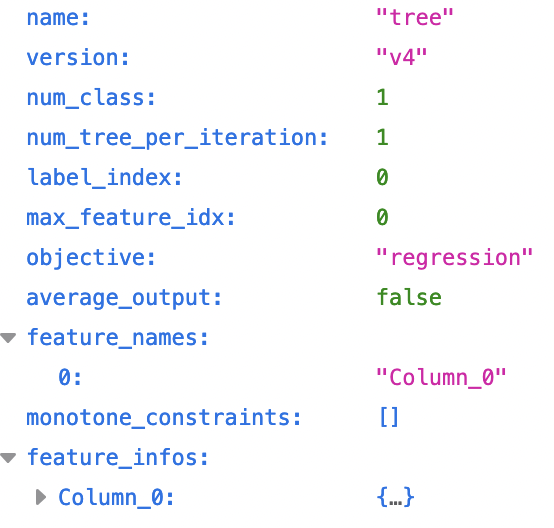 name: "tree"
version: "v4"
num_class: 1
num_tree_per_iteration: 1
label_index: 0
max_feature_idx: 0
objective: "regression"
average_output: false
feature_names:
0: "Column_0"
monotone_constraints: []
feature_infos:
Column_0: {…}